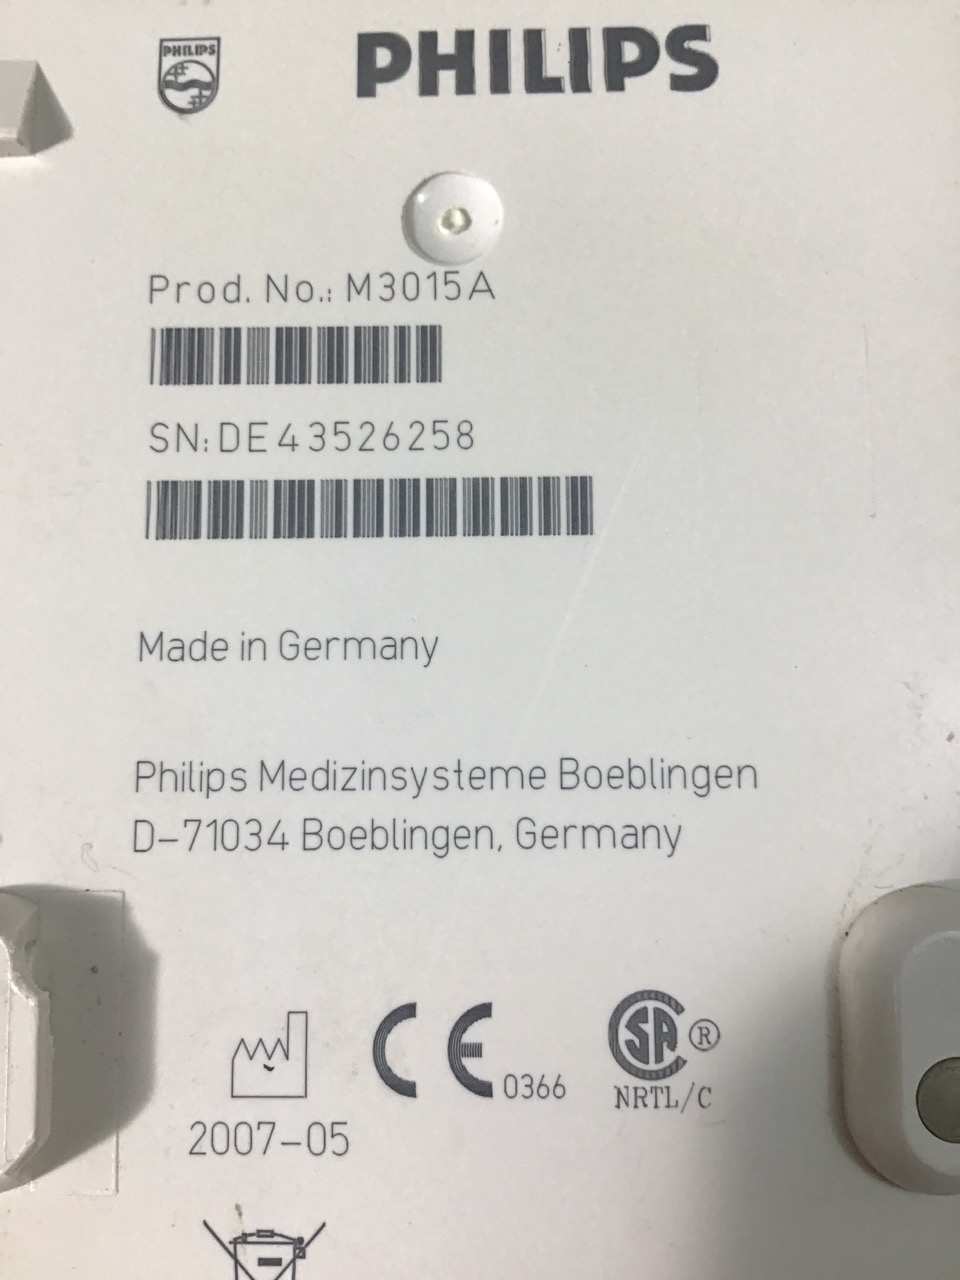 PHILIPS
PHILIPS
Prod. No.: M3015A
SN: DE43526258
Made in Germany
Philips Medizinsysteme Boeblingen
D-71034 Boeblingen, Germany
CE 0366
SA ®
NRTL/C
2007-05